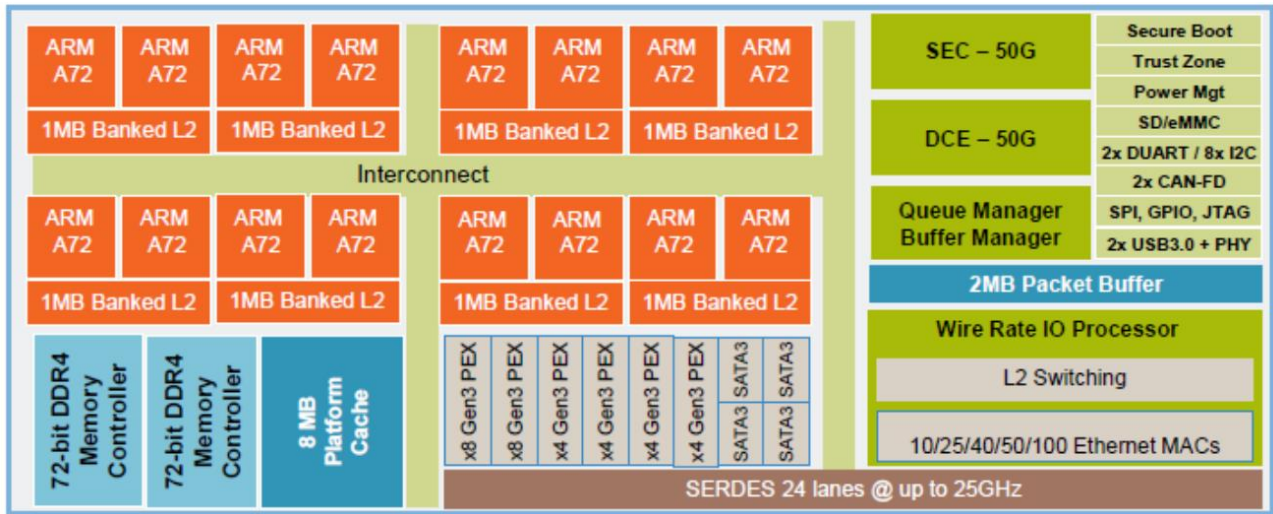 ARM A72
ARM A72
ARM A72
ARM A72
ARM A72
ARM A72
ARM A72
ARM A72
1MB Banked L2
1MB Banked L2
1MB Banked L2
1MB Banked L2
Interconnect
ARM A72
ARM A72
ARM A72
ARM A72
ARM A72
ARM A72
ARM A72
ARM A72
1MB Banked L2
1MB Banked L2
1MB Banked L2
1MB Banked L2
72-bit DDR4
Memory
Controller
72-bit DDR4
Memory
Controller
8 MB
Platform
Cache
x8 Gen3 PEX
x8 Gen3 PEX
x4 Gen3 PEX
x4 Gen3 PEX
x4 Gen3 PEX
x4 Gen3 PEX
SATA3
SATA3
SATA3
SATA3
SERDES 24 lanes @ up to 25GHz
SEC – 50G
DCE – 50G
Queue Manager
Buffer Manager
Secure Boot
Trust Zone
Power Mgt
SD/eMMC
2x DUART / 8x I2C
2x CAN-FD
SPI, GPIO, JTAG
2x USB3.0 + PHY
2MB Packet Buffer
Wire Rate IO Processor
L2 Switching
10/25/40/50/100 Ethernet MACs